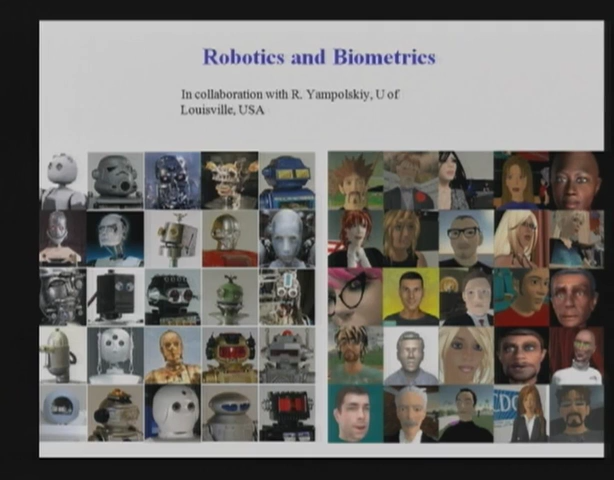 Robotics and Biometrics
In collaboration with R. Yampolskiy, U of
Louisville, USA